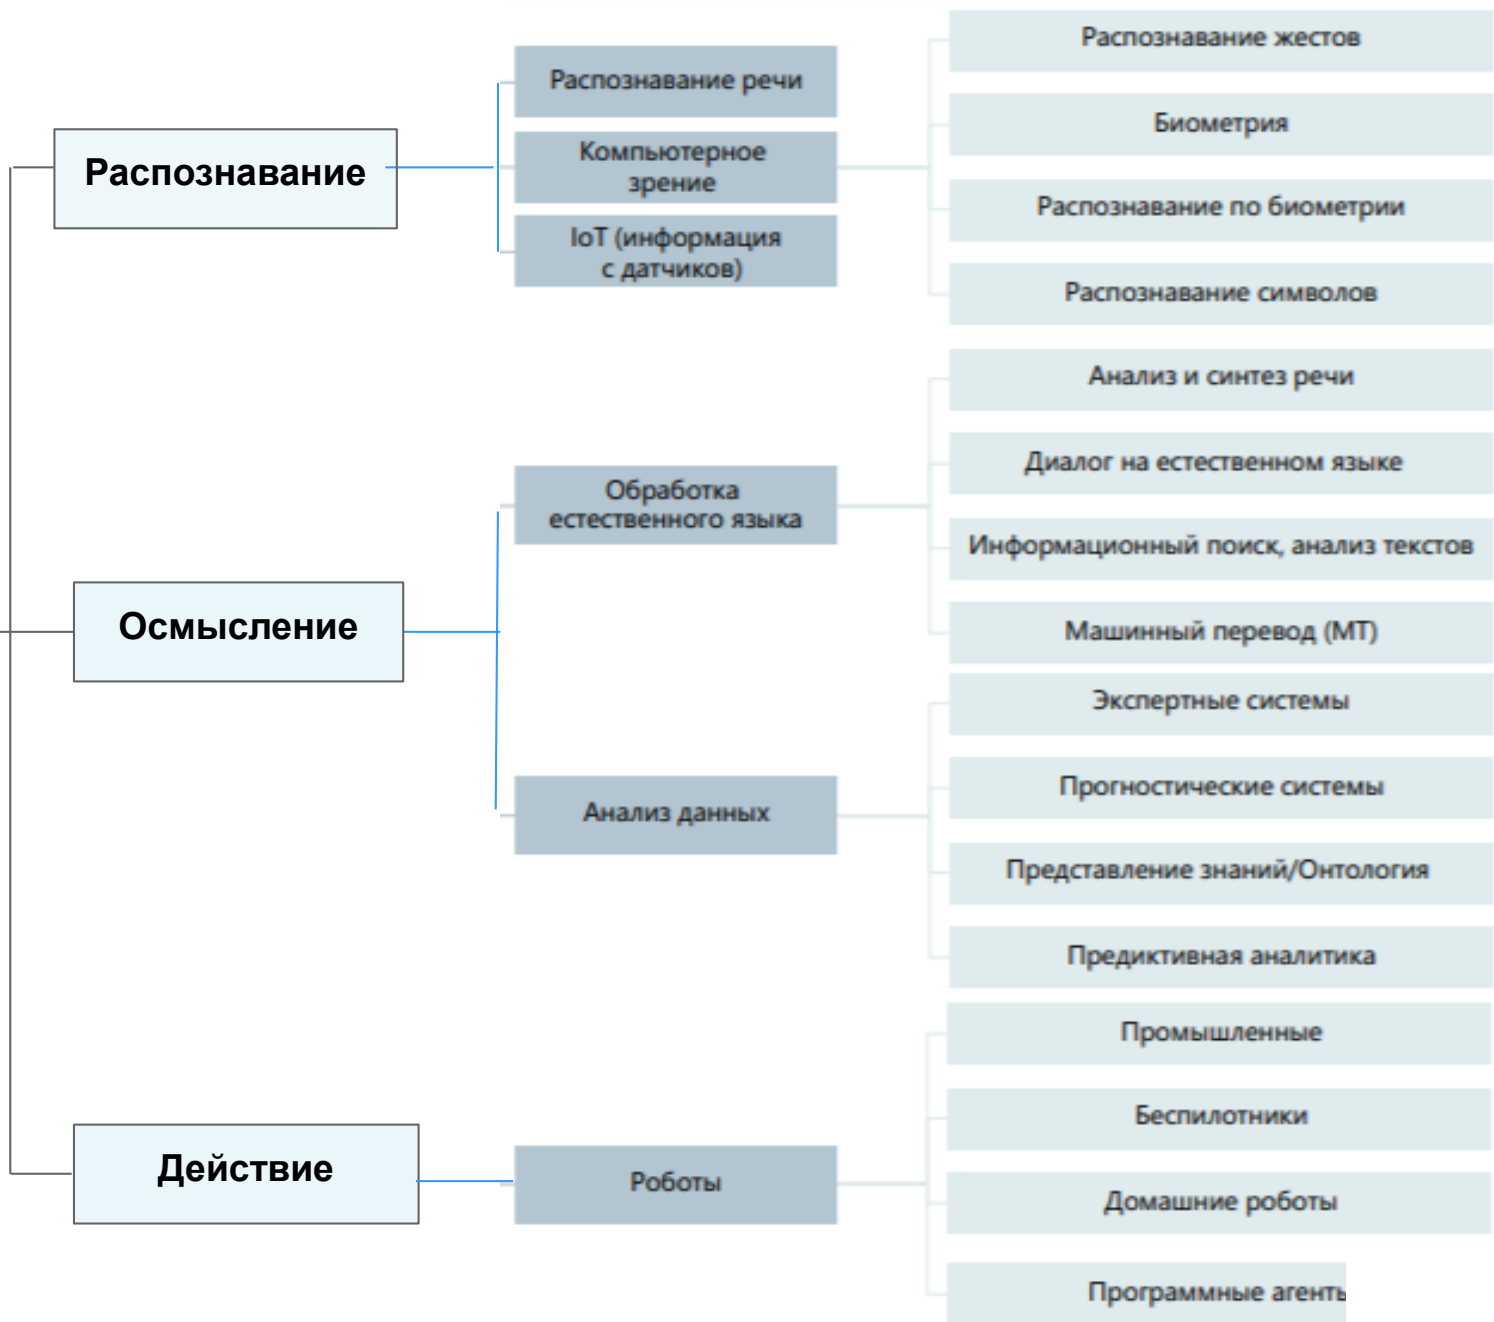 Распознавание
Распознавание речи
Компьютерное
зрение
IoT (информация
с датчиков)
Распознавание жестов
Биометрия
Распознавание по биометрии
Распознавание символов
Осмысление
Обработка
естественного языка
Анализ и синтез речи
Диалог на естественном языке
Информационный поиск, анализ текстов
Машинный перевод (МТ)
Анализ данных
Экспертные системы
Прогностические системы
Представление знаний/Онтология
Предиктивная аналитика
Действие
Роботы
Промышленные
Беспилотники
Домашние роботы
Программные агенты